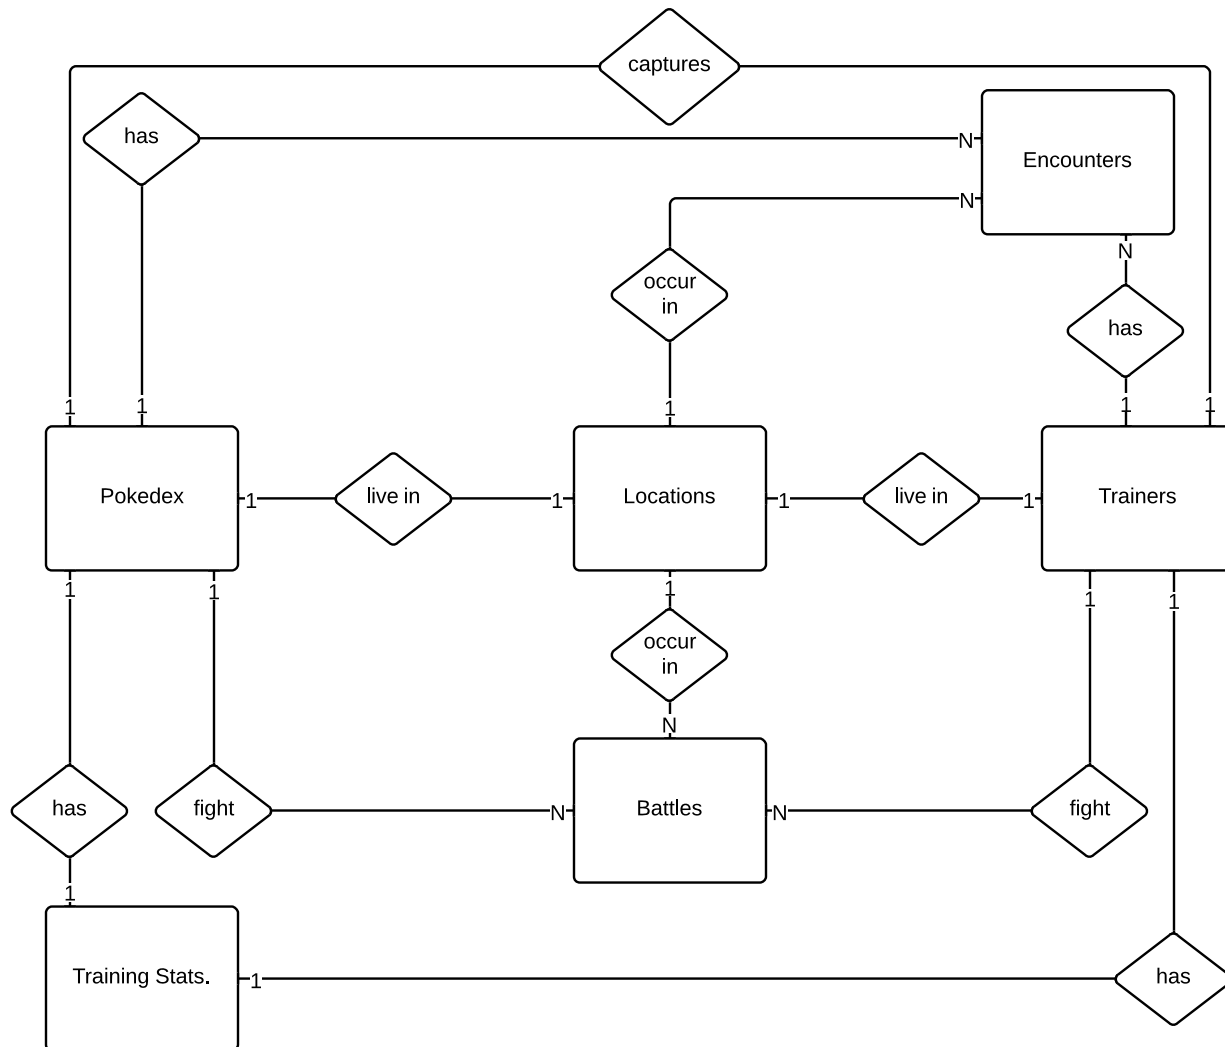 captures
has
N
Encounters
N
occur
in
N
has
1
1
1
1
1
Pokedex
1
live in
1
Locations
1
live in
1
Trainers
1
1
1
1
1
occur
in
N
has
fight
N
Battles
N
fight
1
Training Stats.
1
has